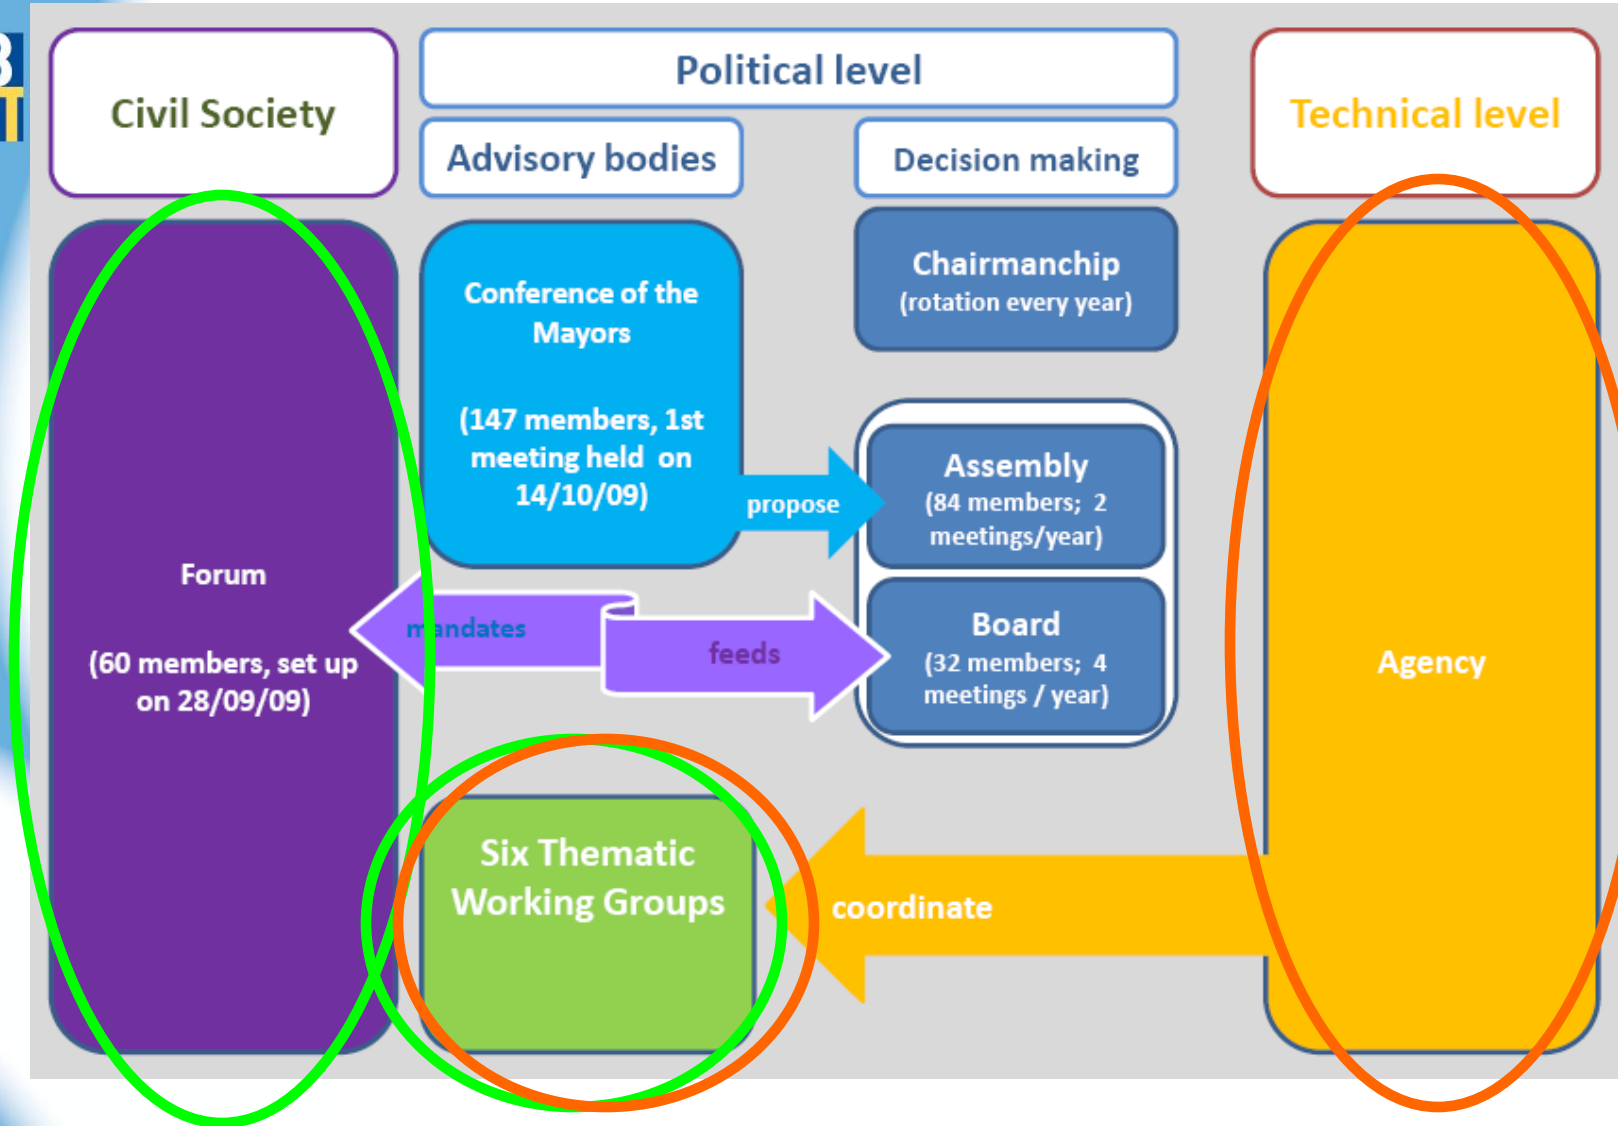 Civil Society
Political level
Technical level
Advisory bodies
Decision making
Chairmanchip
(rotation every year)
Conference of the
Mayors
(147 members, 1st
meeting held on
14/10/09)
propose
Assembly
(84 members; 2
meetings/year)
Forum
(60 members, set up
on 28/09/09)
mandates
feeds
Board
(32 members; 4
meetings / year)
Agency
Six Thematic
Working Groups
coordinate